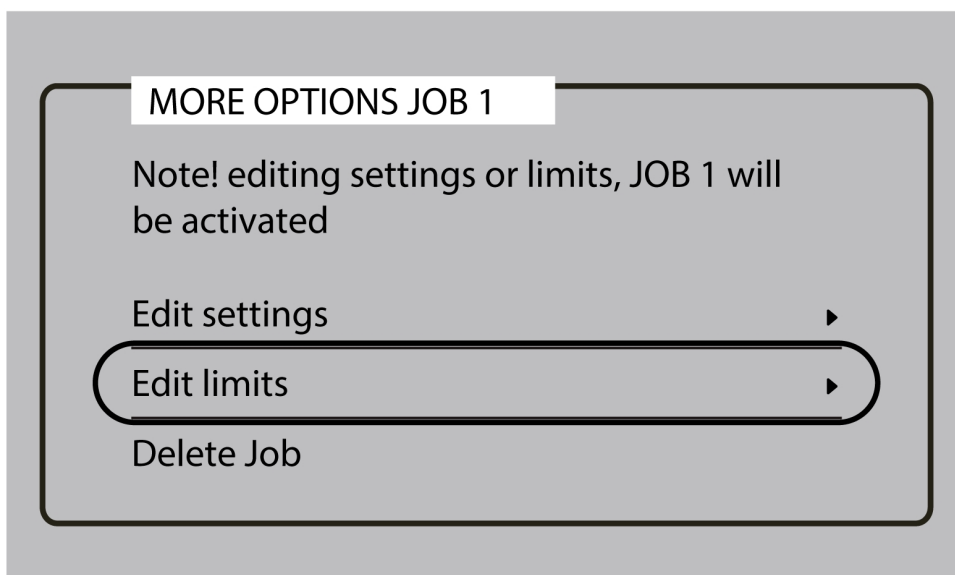 MORE OPTIONS JOB 1
Note! editing settings or limits, JOB 1 will
be activated
Edit settings
Edit limits
Delete Job